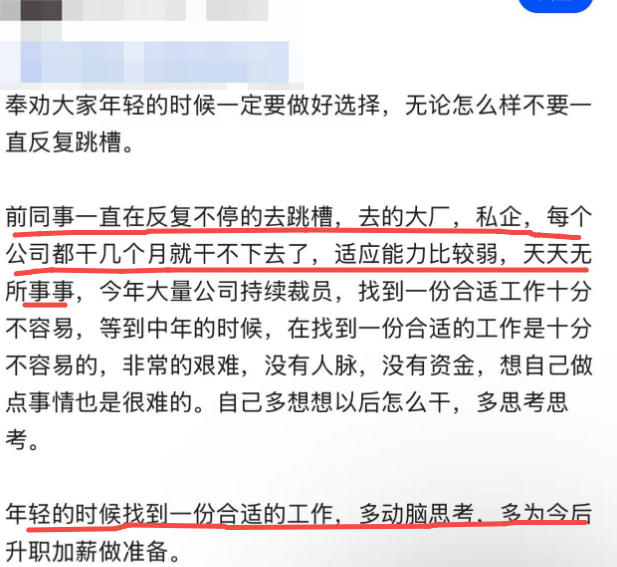 奉劝大家年轻的时候一定要做好选择，无论怎么样不要一
直反复跳槽。
前同事一直在反复不停的去跳槽，去的大厂，私企，每个
公司都干几个月就干不下去了，适应能力比较弱，天天无
所事事，今年大量公司持续裁员，找到一份合适工作十分
不容易，等到中年的时候，在找到一份合适的工作是十分
不容易的，非常的艰难，没有人脉，没有资金，想自己做
点事情也是很难的。自己多想想以后怎么干，多思考思
考。
年轻的时候找到一份合适的工作，多动脑思考，多为今后
升职加薪做准备。